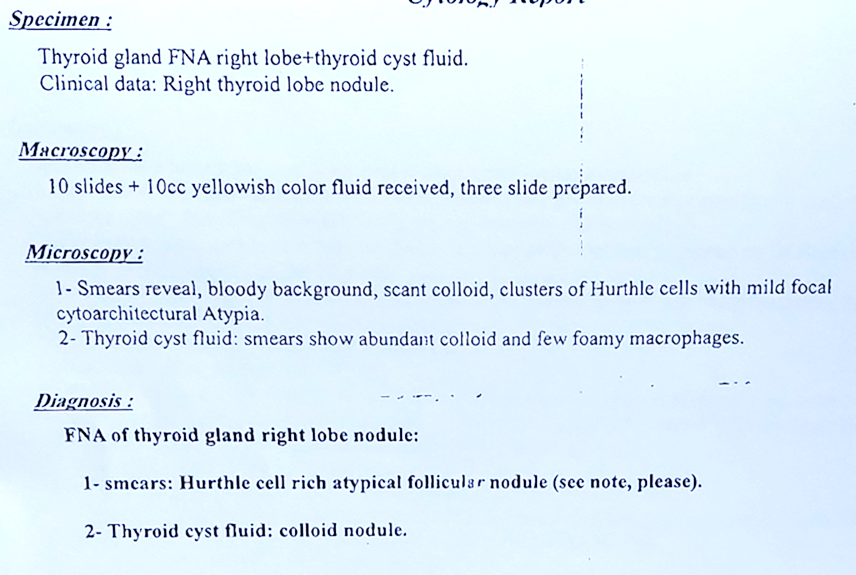 Cytology Report
Specimen :
Thyroid gland FNA right lobe+thyroid cyst fluid.
Clinical data: Right thyroid lobe nodule.
Macroscopy :
10 slides + 10cc yellowish color fluid received, three slide prepared.
Microscopy :
1- Smears reveal, bloody background, scant colloid, clusters of Hurthle cells with mild focal
cytoarchitectural Atypia.
2- Thyroid cyst fluid: smears show abundant colloid and few foamy macrophages.
Diagnosis :
FNA of thyroid gland right lobe nodule:
1- smears: Hurthle cell rich atypical follicular nodule (see note, please).
2- Thyroid cyst fluid: colloid nodule.